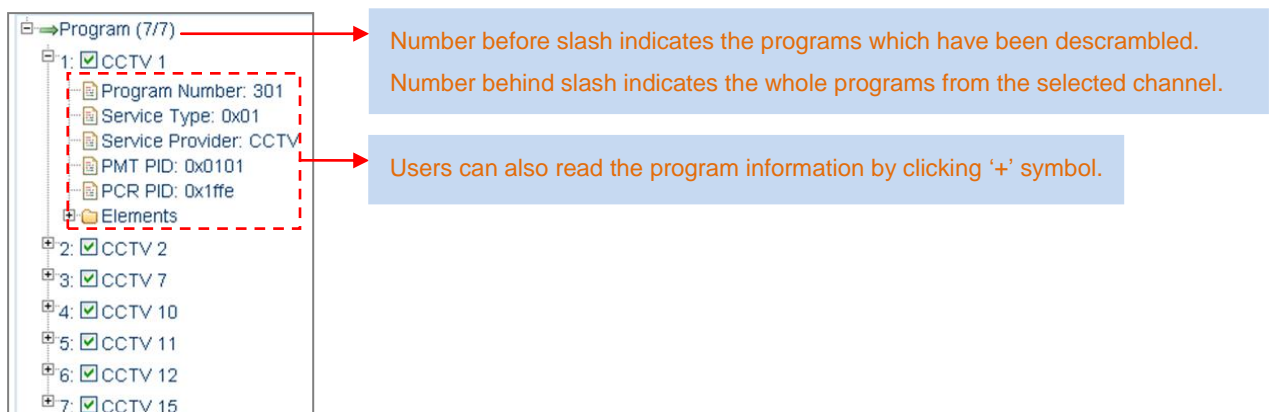 Program (7/7)
1: CCTV 1
Program Number: 301
Service Type: 0x01
Service Provider: CCTV
PMT PID: 0x0101
PCR PID: 0x1ffe
Elements
2: CCTV 2
3: CCTV 7
4: CCTV 10
5: CCTV 11
6: CCTV 12
7: CCTV 15
Number before slash indicates the programs which have been descrambled.
Number behind slash indicates the whole programs from the selected channel.
Users can also read the program information by clicking ‘+’ symbol.